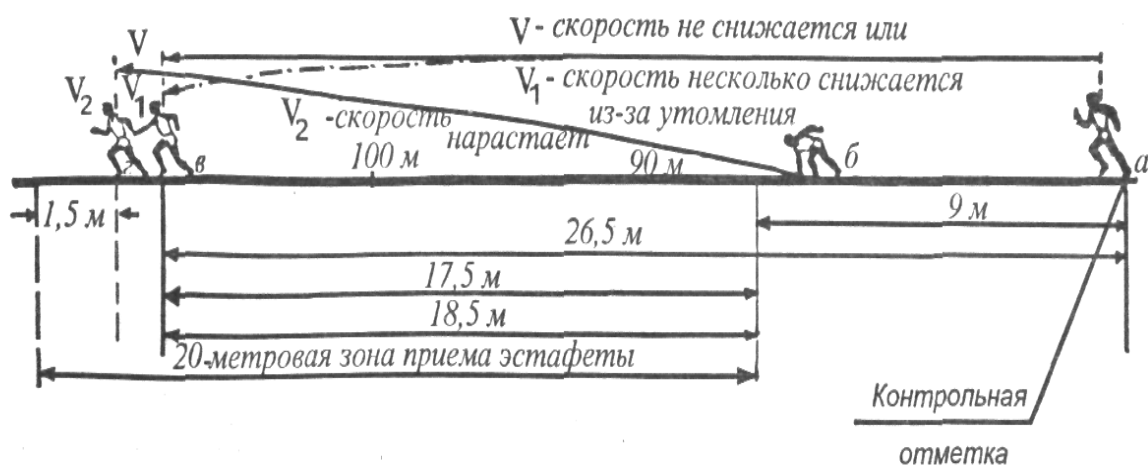 V V - скорость не снижается или
V₂ V₁ V₁ - скорость несколько снижается
из-за утомления
V₂ -скорость
нарастает
100 м 90 м
г в б а
1,5 м 9 м
26,5 м
17,5 м
18,5 м
20-метровая зона приема эстафеты
Контрольная
отметка